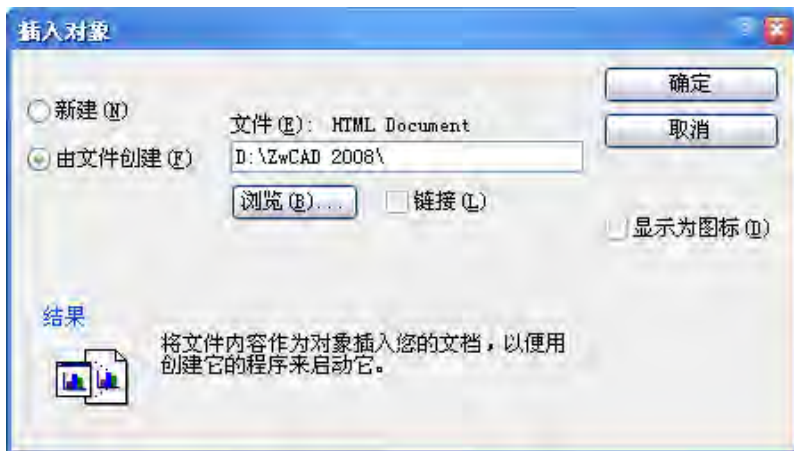 插入对象
新建(N)
由文件创建(F)
文件(E): HTML Document
D:\ZwCAD 2008\
浏览(B)...
链接(L)
确定
取消
显示为图标(D)
结果
将文件内容作为对象插入您的文档，以便用
创建它的程序来启动它。